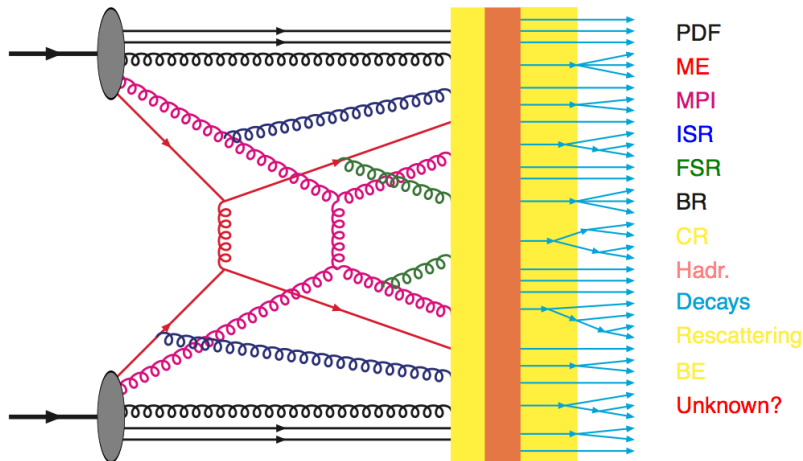 PDF
ME
MPI
ISR
FSR
BR
CR
Hadr.
Decays
Rescattering
BE
Unknown?